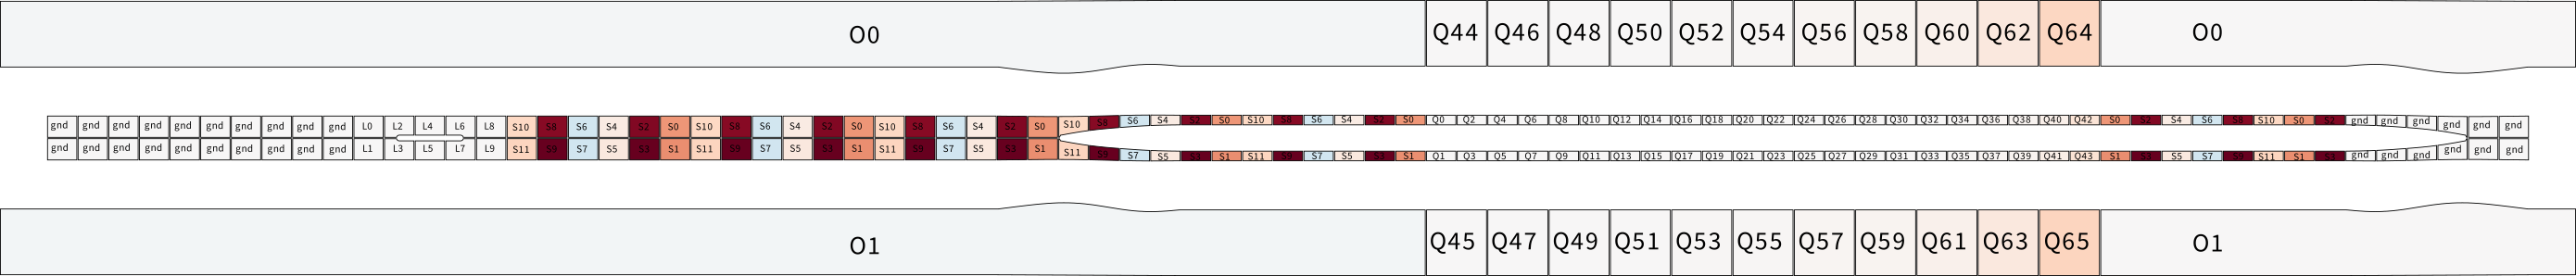 O0 Q44 Q46 Q48 Q50 Q52 Q54 Q56 Q58 Q60 Q62 Q64 O0
gnd gnd gnd gnd gnd gnd gnd gnd gnd gnd L0 L2 L4 L6 L8 S10 S8 S6 S4 S2 S0 S10 S8 S6 S4 S2 S0 S10 S8 S6 S4 S2 S0 S10 S8 S6 S4 S2 S0 S10 S8 S6 S4 S2 S0 Q0 Q2 Q4 Q6 Q8 Q10 Q12 Q14 Q16 Q18 Q20 Q22 Q24 Q26 Q28 Q30 Q32 Q34 Q36 Q38 Q40 Q42 S0 S2 S4 S6 S8 S10 S0 S2 gnd gnd gnd gnd gnd gnd
gnd gnd gnd gnd gnd gnd gnd gnd gnd gnd L1 L3 L5 L7 L9 S11 S9 S7 S5 S3 S1 S11 S9 S7 S5 S3 S1 S11 S9 S7 S5 S3 S1 S11 S9 S7 S5 S3 S1 S11 S9 S7 S5 S3 S1 Q1 Q3 Q5 Q7 Q9 Q11 Q13 Q15 Q17 Q19 Q21 Q23 Q25 Q27 Q29 Q31 Q33 Q35 Q37 Q39 Q41 Q43 S1 S3 S5 S7 S9 S11 S1 S3 gnd gnd gnd gnd gnd gnd
O1 Q45 Q47 Q49 Q51 Q53 Q55 Q57 Q59 Q61 Q63 Q65 O1